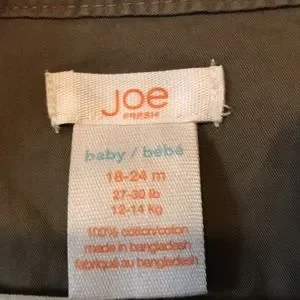 Joe
FRESH
baby / bébé
18-24 m
27-30 lb
12-14 kg
100% cotton/coton
made in bangladesh
fabriqué au bangladesh